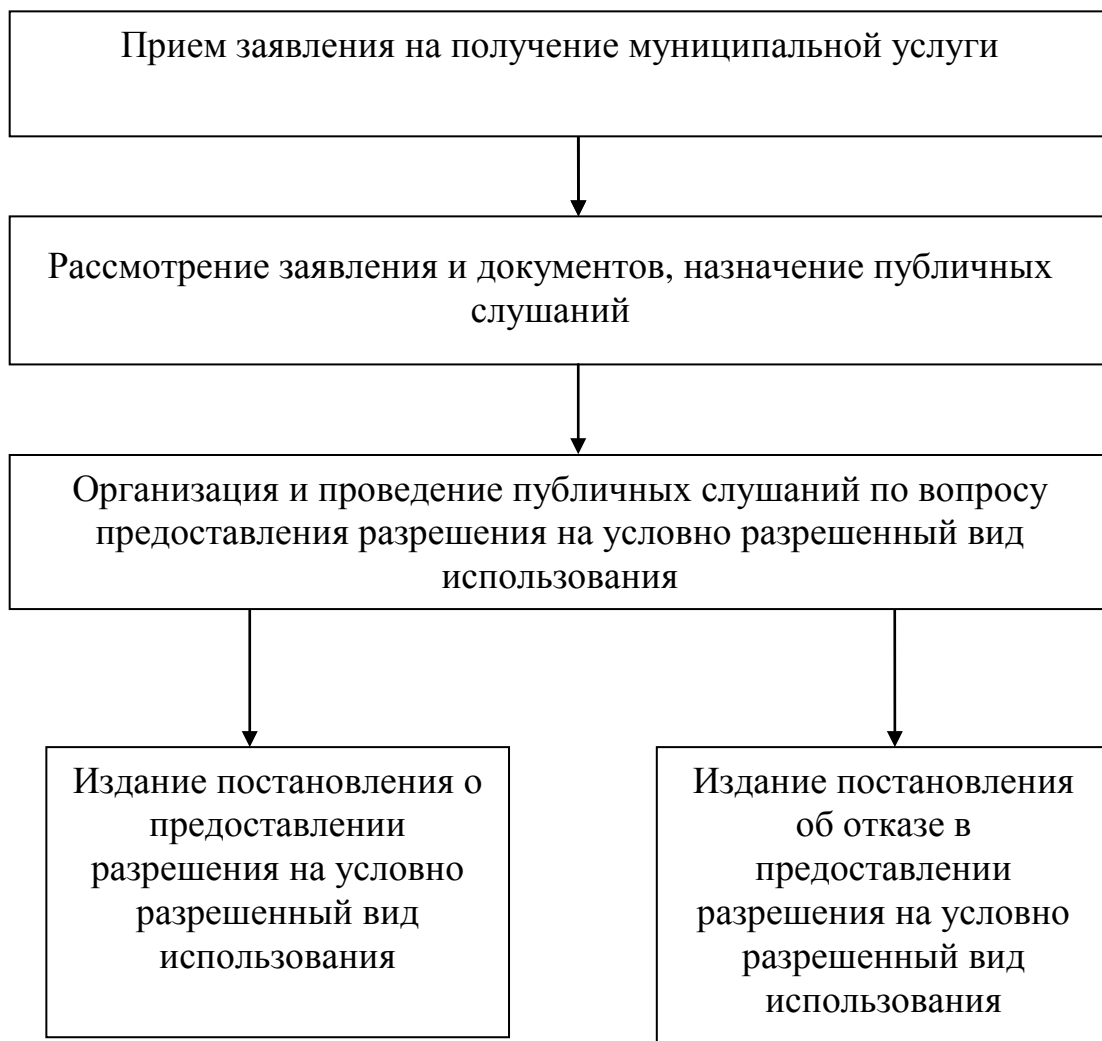 Прием заявления на получение муниципальной услуги
Рассмотрение заявления и документов, назначение публичных
слушаний
Организация и проведение публичных слушаний по вопросу
предоставления разрешения на условно разрешенный вид
использования
Издание постановления о
предоставлении
разрешения на условно
разрешенный вид
использования
Издание постановления
об отказе в
предоставлении
разрешения на условно
разрешенный вид
использования